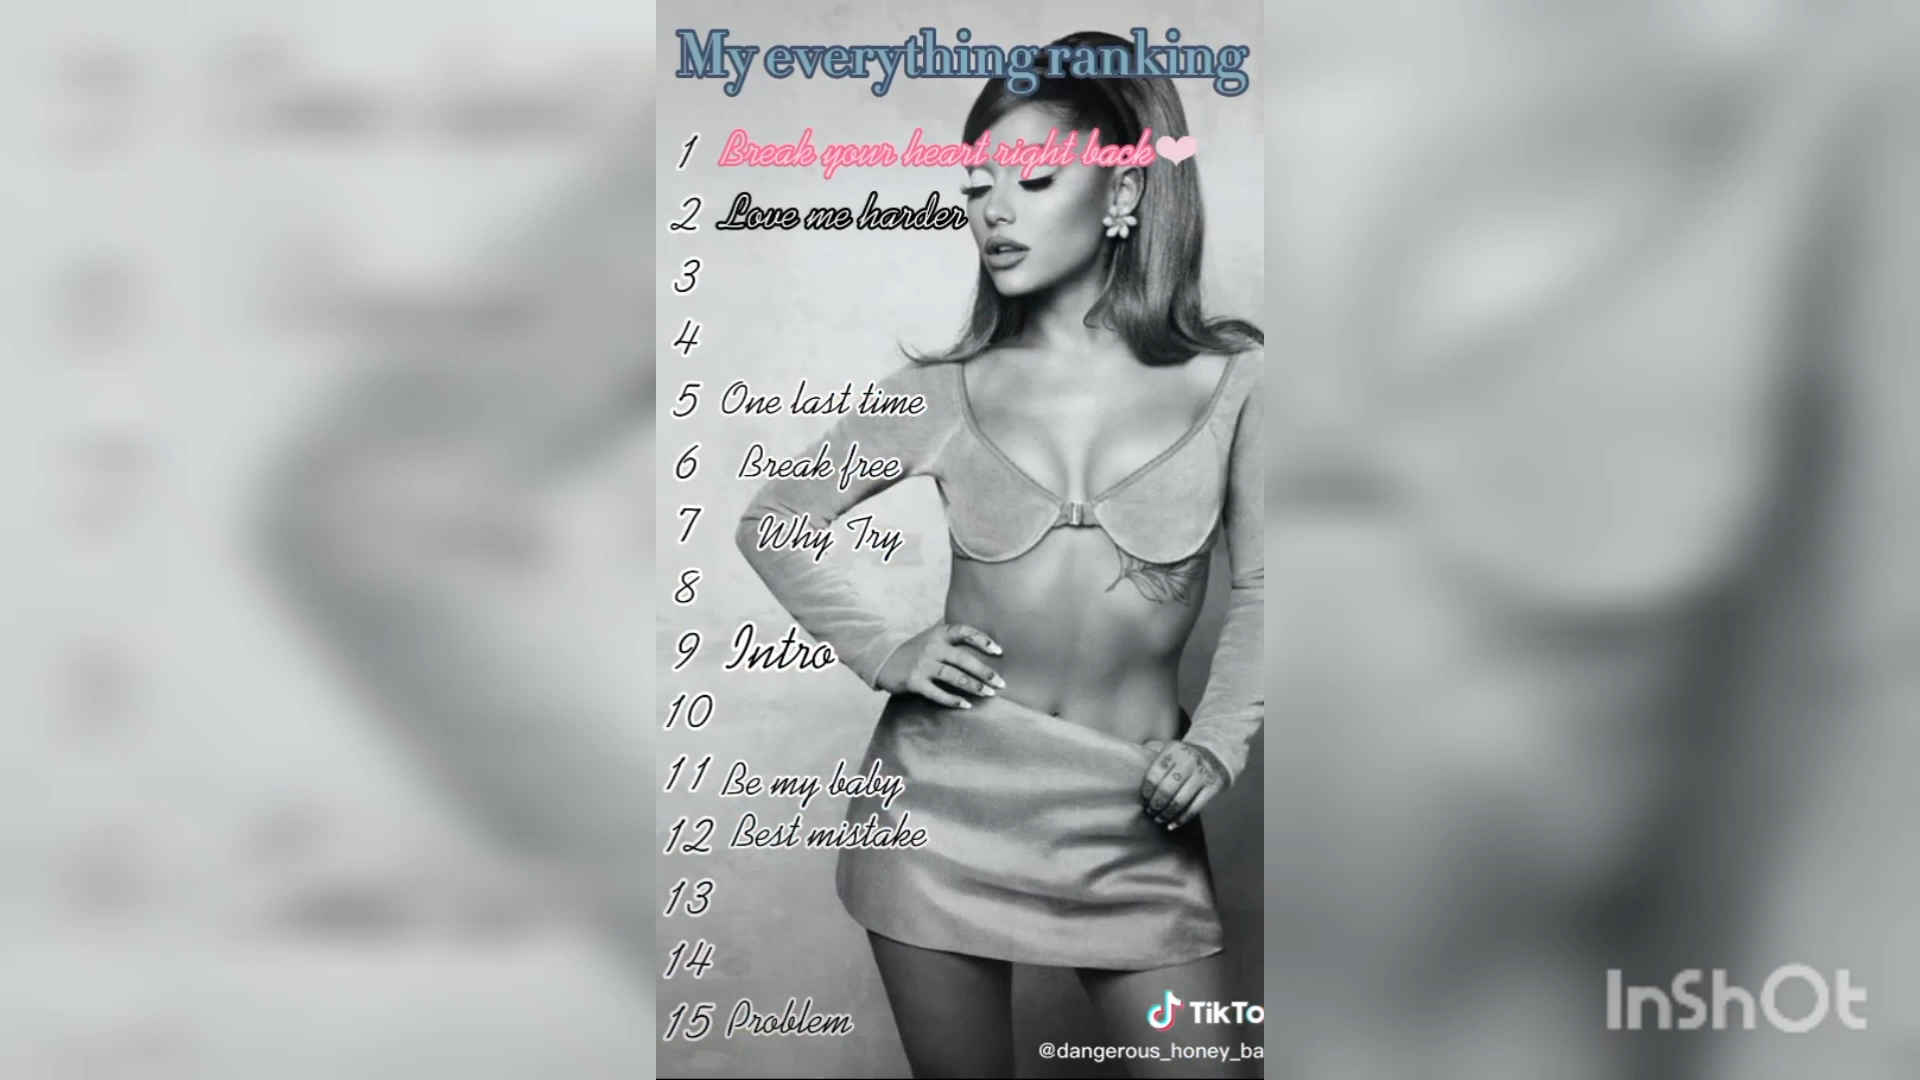 My everything ranking
1 Break your heart right back
2 Love me harder
3
4
5 One last time
6 Break free
7 Why Try
8
9 Intro
10
11 Be my baby
12 Best mistake
13
14
15 Problem
TikTo
@dangerous_honey_ba
InShOt